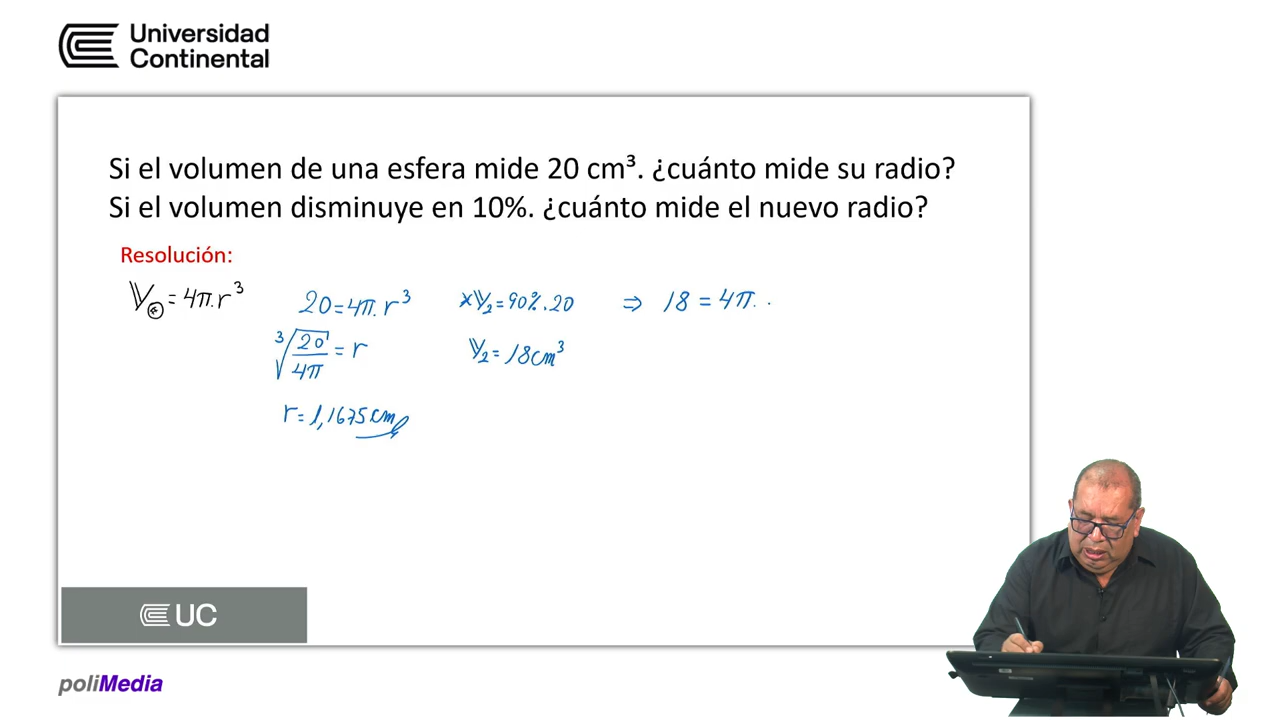 Universidad
Continental
Si el volumen de una esfera mide 20 cm³. ¿cuánto mide su radio?
Si el volumen disminuye en 10%. ¿cuánto mide el nuevo radio?
Resolución:
V = 4π.r³
20 = 4π.r³
∛(20/4π) = r
r = 1,1675 cm
* V₂ = 90%.20
V₂ = 18 cm³
⇒ 18 = 4π.
UC
poliMedia